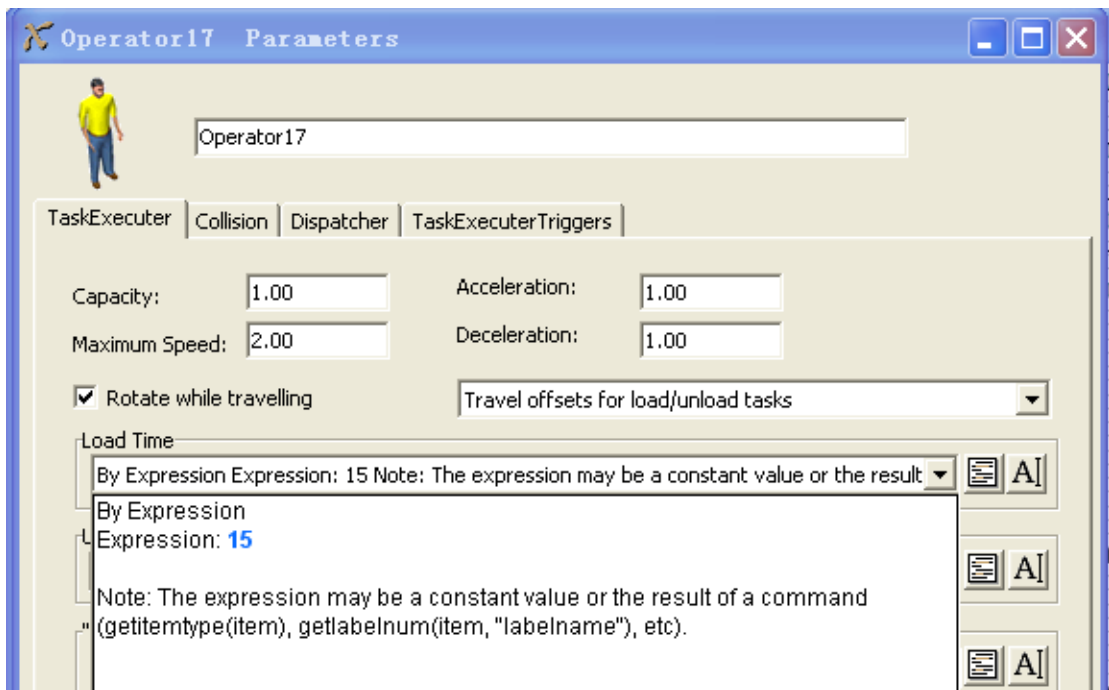 Operator17 Parameters
Operator17
TaskExecuter Collision Dispatcher TaskExecuterTriggers
Capacity: 1.00 Acceleration: 1.00
Maximum Speed: 2.00 Deceleration: 1.00
Rotate while travelling Travel offsets for load/unload tasks
Load Time
By Expression Expression: 15 Note: The expression may be a constant value or the result
By Expression
Expression: 15
Note: The expression may be a constant value or the result of a command
(getitemtype(item), getlabelnum(item, "labelname"), etc).